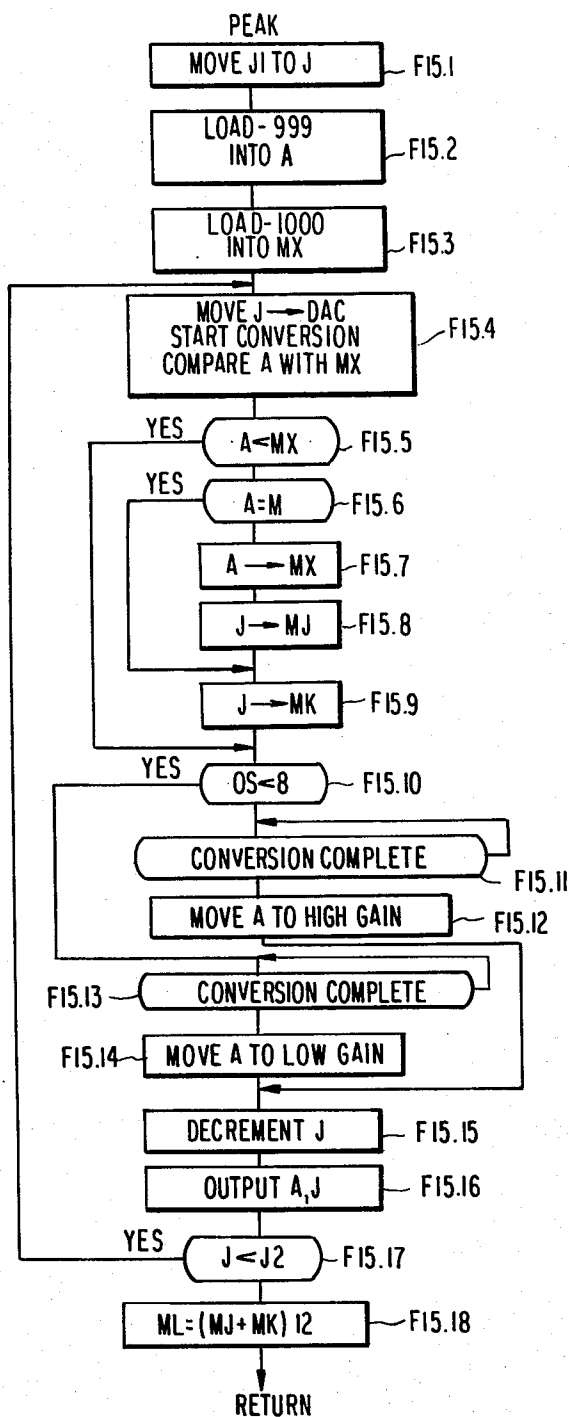 PEAK
MOVE J1 TO J
F15.1
LOAD-999
INTO A
F15.2
LOAD-1000
INTO MX
F15.3
MOVE J → DAC
START CONVERSION
COMPARE A WITH MX
F15.4
YES
A<MX
F15.5
YES
A=M
F15.6
A → MX
F15.7
J → MJ
F15.8
J → MK
F15.9
YES
OS<8
F15.10
CONVERSION COMPLETE
F15.11
MOVE A TO HIGH GAIN
F15.12
F15.13
CONVERSION COMPLETE
F15.14
MOVE A TO LOW GAIN
DECREMENT J
F15.15
OUTPUT A,J
F15.16
YES
J<J2
F15.17
ML=(MJ+MK) 12
F15.18
RETURN